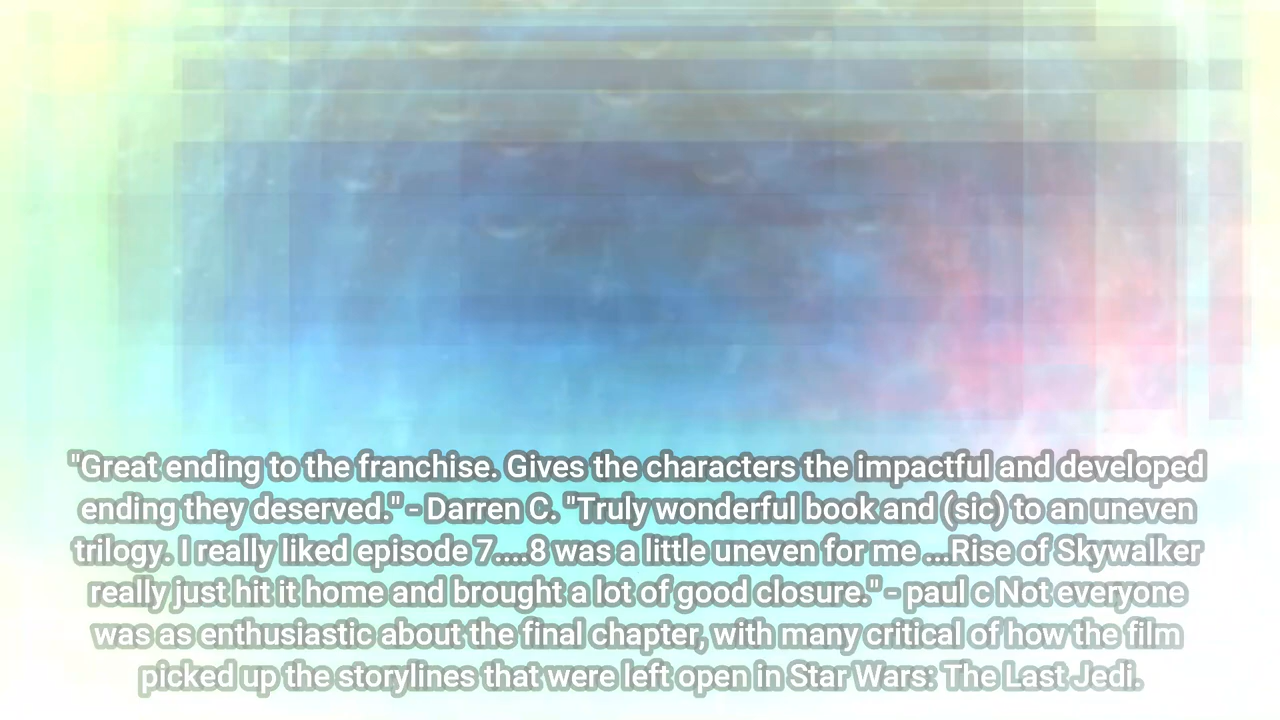 "Great ending to the franchise. Gives the characters the impactful and developed
ending they deserved." - Darren C. "Truly wonderful book and (sic) to an uneven
trilogy. I really liked episode 7....8 was a little uneven for me ...Rise of Skywalker
really just hit it home and brought a lot of good closure." - paul c Not everyone
was as enthusiastic about the final chapter, with many critical of how the film
picked up the storylines that were left open in Star Wars: The Last Jedi.